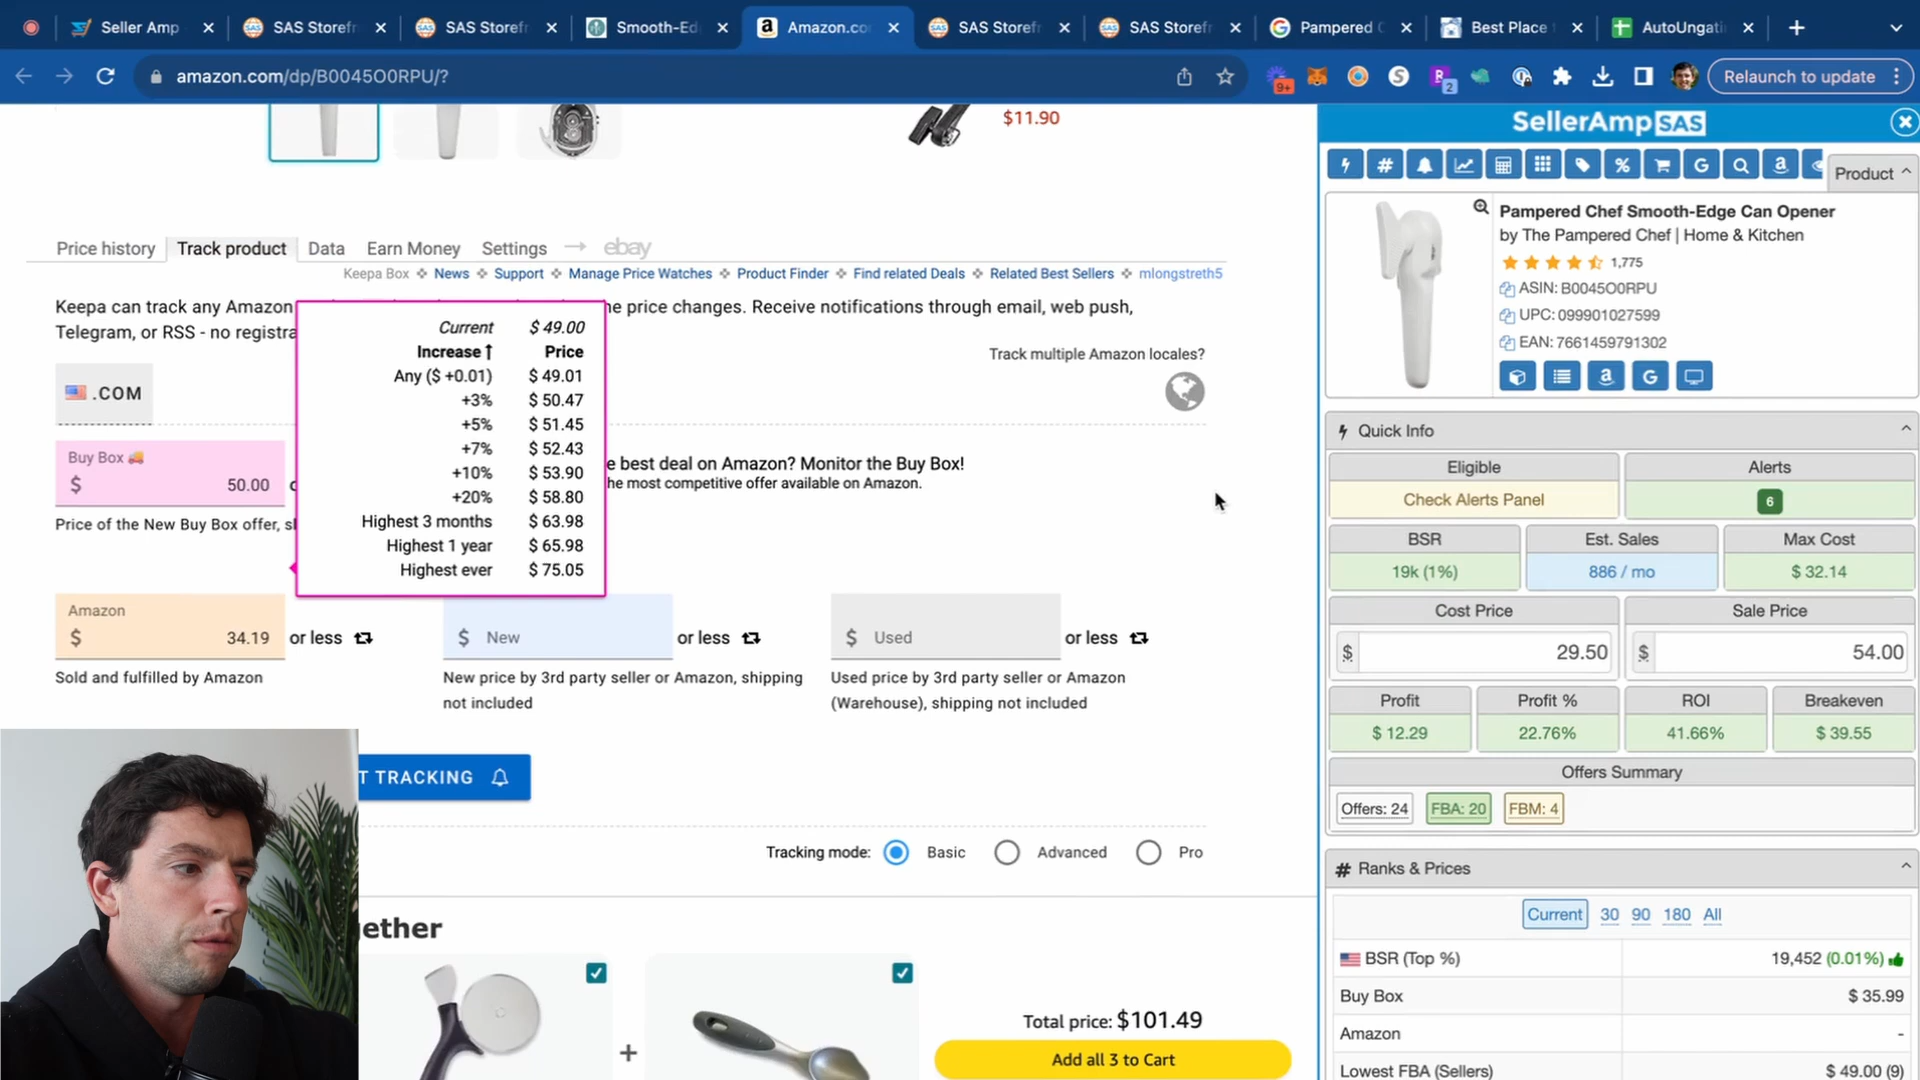 Seller Amp
SAS Storefr
SAS Storefr
Smooth-Ed
Amazon.co
SAS Storefr
SAS Storefr
Pampered C
Best Place
AutoUngati
amazon.com/dp/B0045O0RPU/?
9+
2
Relaunch to update
$11.90
SellerAmp SAS
Product
Pampered Chef Smooth-Edge Can Opener
by The Pampered Chef | Home & Kitchen
1,775
ASIN: B0045O0RPU
UPC: 099901027599
EAN: 7661459791302
Price history Track product Data Earn Money Settings ebay
Keepa Box News Support Manage Price Watches Product Finder Find related Deals Related Best Sellers mlongstreth5
Keepa can track any Amazon
he price changes. Receive notifications through email, web push,
Telegram, or RSS - no registra
Track multiple Amazon locales?
.COM
Current $ 49.00
Increase Price
Any ($ +0.01) $ 49.01
+3% $ 50.47
+5% $ 51.45
+7% $ 52.43
+10% $ 53.90
+20% $ 58.80
Highest 3 months $ 63.98
Highest 1 year $ 65.98
Highest ever $ 75.05
Buy Box
$ 50.00
e best deal on Amazon? Monitor the Buy Box!
he most competitive offer available on Amazon.
Price of the New Buy Box offer, s
Amazon
$ 34.19 or less
$ New or less
$ Used or less
Sold and fulfilled by Amazon
New price by 3rd party seller or Amazon, shipping
not included
Used price by 3rd party seller or Amazon
(Warehouse), shipping not included
T TRACKING
Tracking mode: Basic Advanced Pro
ether
Total price: $101.49
Add all 3 to Cart
Quick Info
Eligible Alerts
Check Alerts Panel 6
BSR Est. Sales Max Cost
19k (1%) 886 / mo $ 32.14
Cost Price Sale Price
$ 29.50 $ 54.00
Profit Profit % ROI Breakeven
$ 12.29 22.76% 41.66% $ 39.55
Offers Summary
Offers: 24 FBA: 20 FBM: 4
Ranks & Prices
Current 30 90 180 All
BSR (Top %) 19,452 (0.01%)
Buy Box $ 35.99
Amazon -
Lowest FBA (Sellers) $ 49.00 (9)